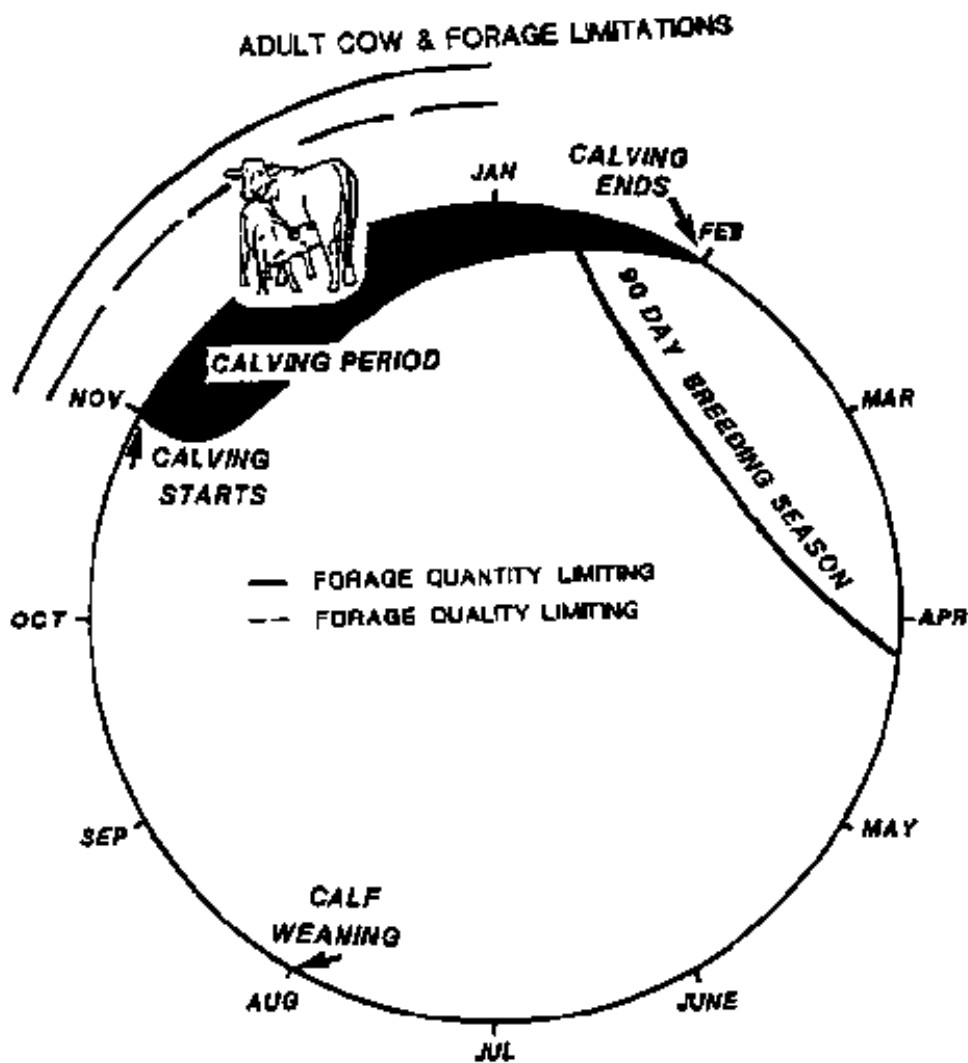 ADULT COW & FORAGE LIMITATIONS
JAN
CALVING
ENDS
FEB
90 DAY BREEDING SEASON
CALVING PERIOD
NOV
MAR
CALVING
STARTS
FORAGE QUANTITY LIMITING
FORAGE QUALITY LIMITING
OCT
APR
SEP
MAY
CALF
WEANING
AUG
JUNE
JUL